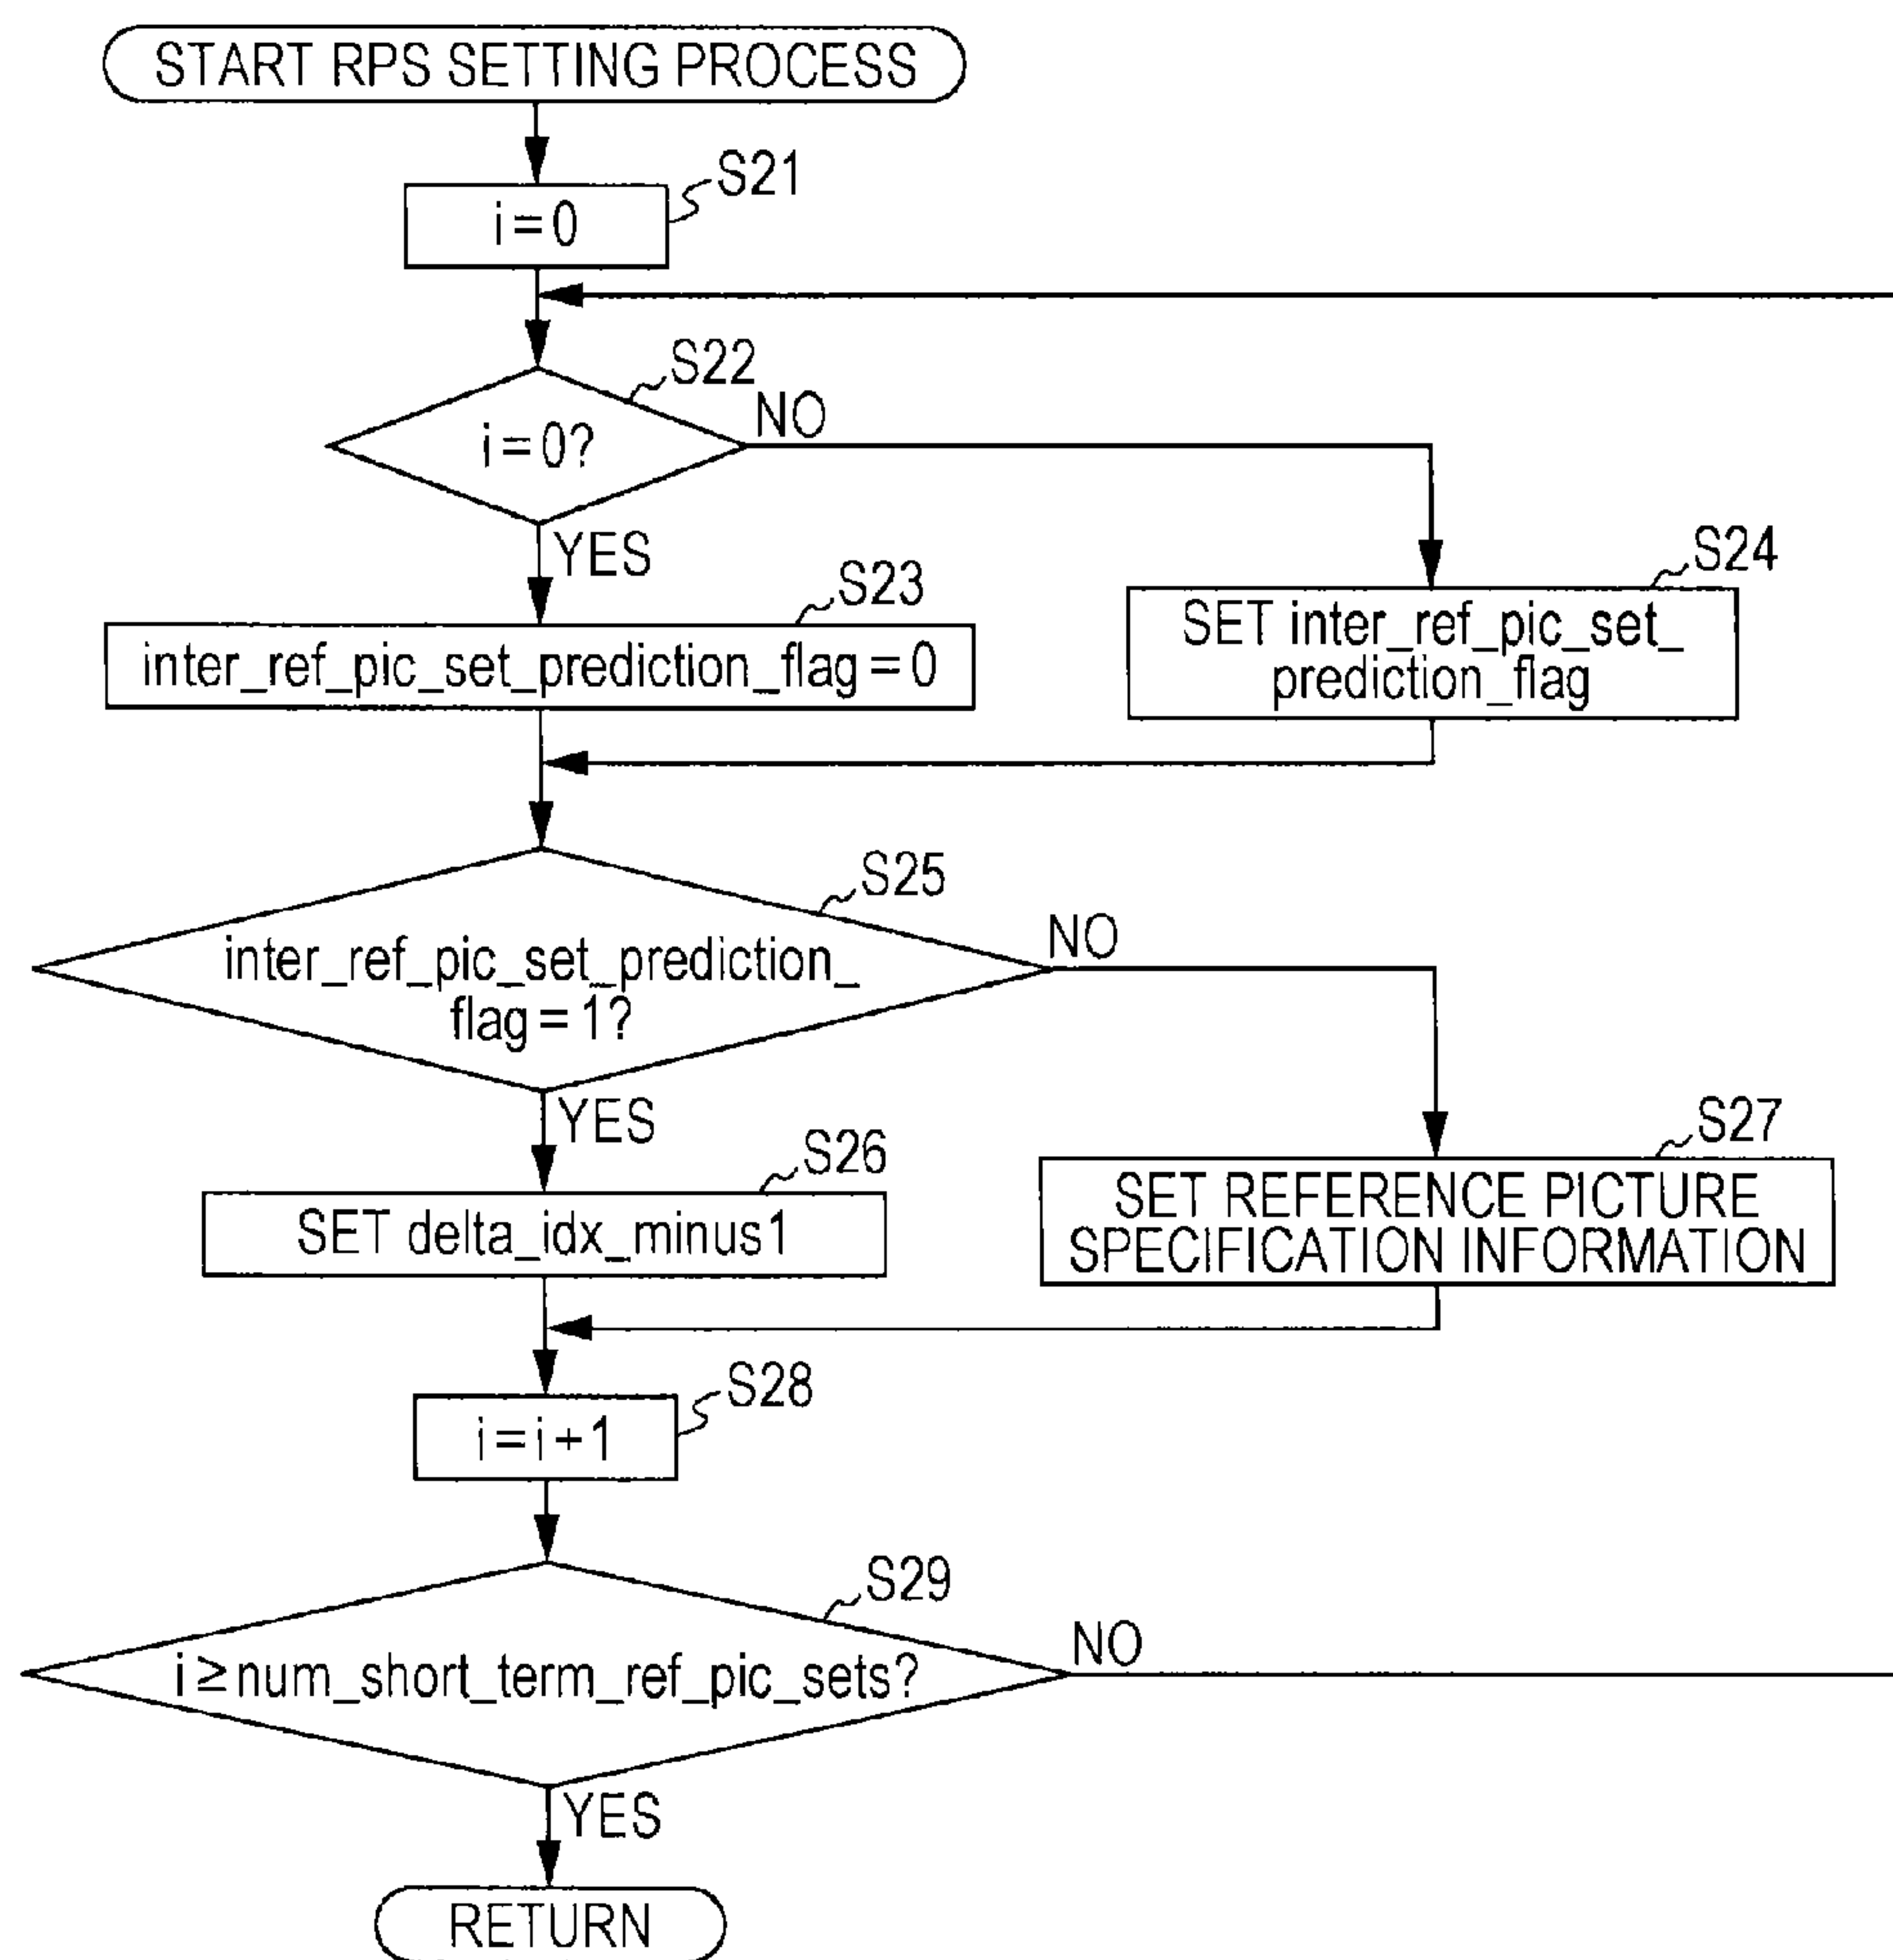 START RPS SETTING PROCESS
S21
i=0
S22
i=0?
NO
YES
S23
inter_ref_pic_set_prediction_flag=0
S24
SET inter_ref_pic_set_
prediction_flag
S25
inter_ref_pic_set_prediction_
flag=1?
NO
YES
S26
SET delta_idx_minus1
S27
SET REFERENCE PICTURE
SPECIFICATION INFORMATION
S28
i=i+1
S29
i≥num_short_term_ref_pic_sets?
NO
YES
RETURN